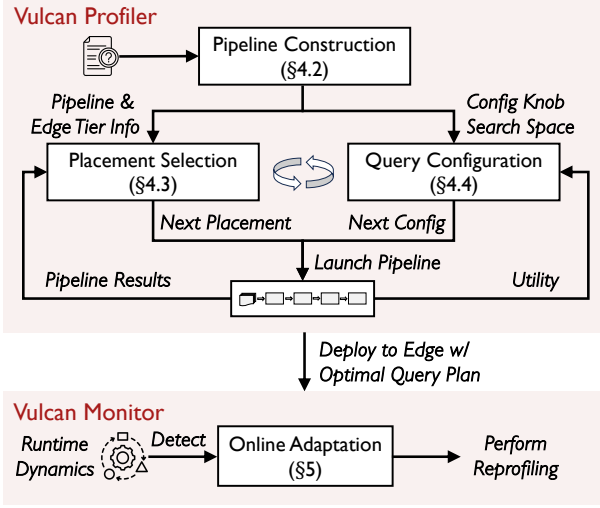 Vulcan Profiler
?
Pipeline Construction
(§4.2)
Pipeline &
Edge Tier Info
Config Knob
Search Space
Placement Selection
(§4.3)
Query Configuration
(§4.4)
Next Placement
Next Config
Launch Pipeline
Pipeline Results
Utility
Deploy to Edge w/
Optimal Query Plan
Vulcan Monitor
Runtime
Dynamics
Detect
Online Adaptation
(§5)
Perform
Reprofiling